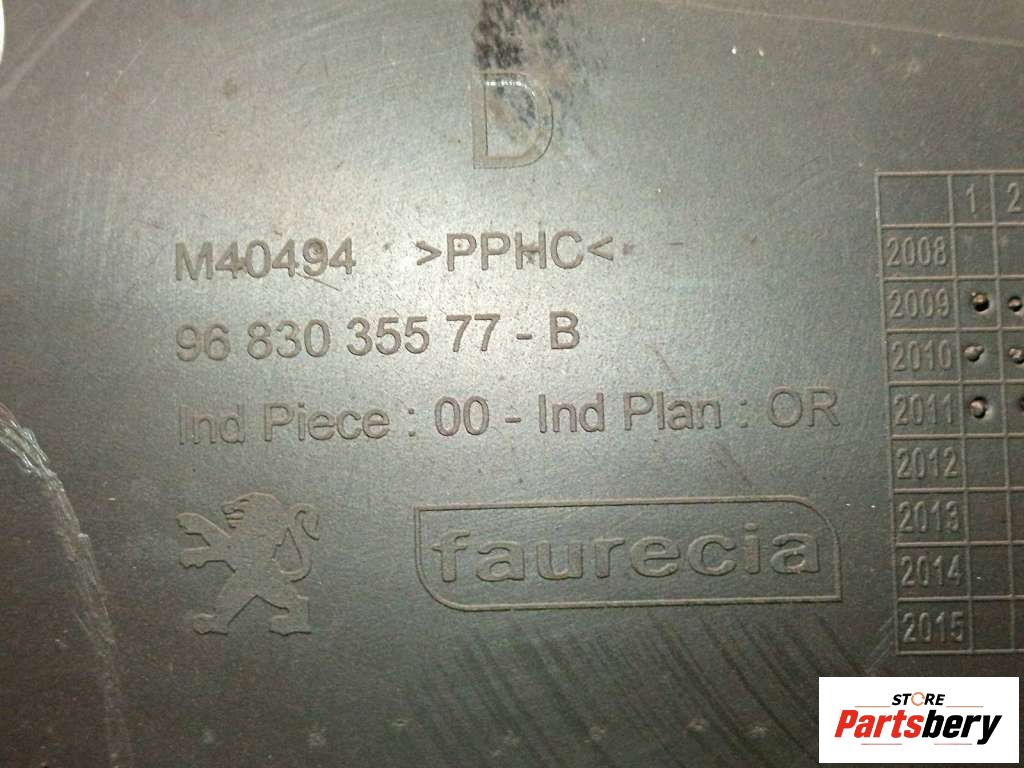 D
M40494 >PPHC<
96 830 355 77 - B
Ind Piece : 00 - Ind Plan : OR
faurecia
1 2
2008
2009
2010
2011
2012
2013
2014
2015
STORE
Partsbery